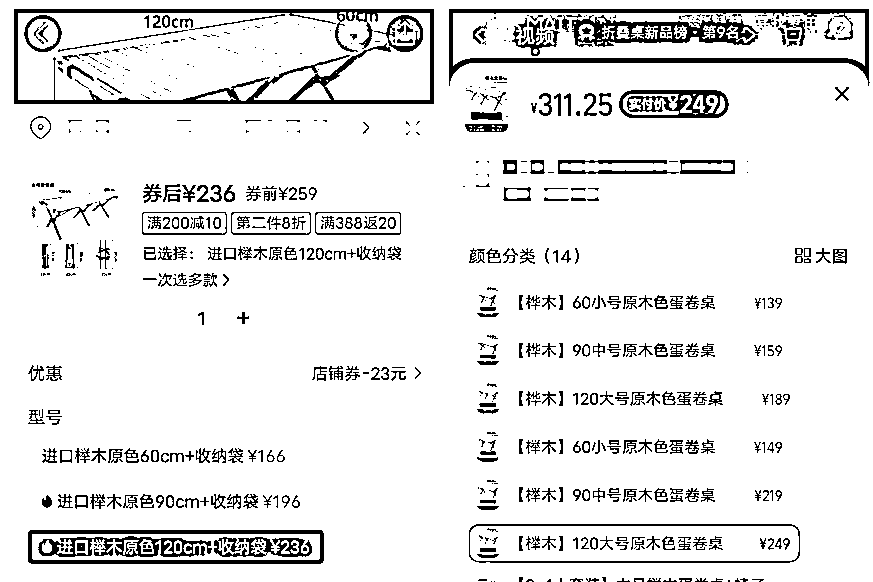 120cm
60cm
券后¥236 券前¥259
满200减10 第二件8折 满388返20
已选择： 进口榉木原色120cm+收纳袋
一次选多款
1 +
优惠
店铺券-23元
型号
进口榉木原色60cm+收纳袋 ¥166
进口榉木原色90cm+收纳袋 ¥196
进口榉木原色120cm+收纳袋 ¥236
视频
折叠桌新品榜·第9名
¥311.25 实付价¥249
颜色分类（14）
大图
【桦木】60小号原木色蛋卷桌 ¥139
【桦木】90中号原木色蛋卷桌 ¥159
【桦木】120大号原木色蛋卷桌 ¥189
【榉木】60小号原木色蛋卷桌 ¥149
【榉木】90中号原木色蛋卷桌 ¥219
【榉木】120大号原木色蛋卷桌 ¥249